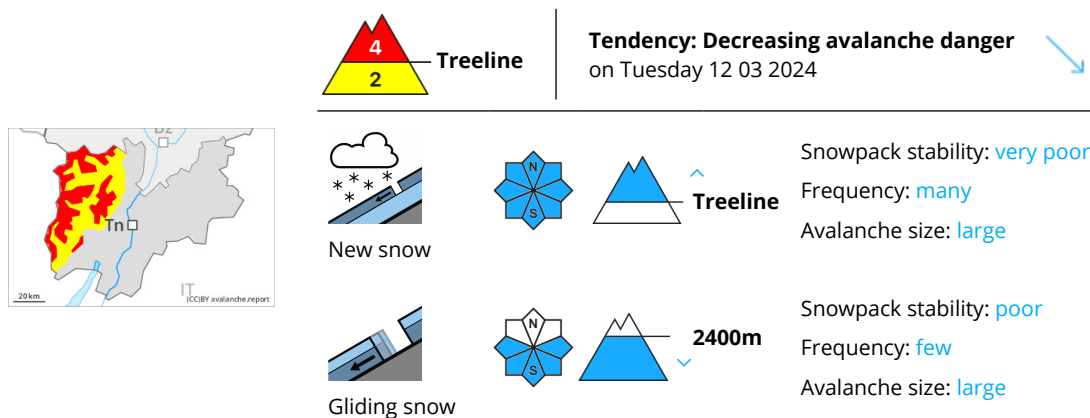 4
2
Treeline
Tendency: Decreasing avalanche danger
on Tuesday 12 03 2024
BZ
Tn
IT
20 km
(CC)BY avalanche.report
N
S
New snow
Treeline
Snowpack stability: very poor
Frequency: many
Avalanche size: large
N
S
Gliding snow
2400m
Snowpack stability: poor
Frequency: few
Avalanche size: large